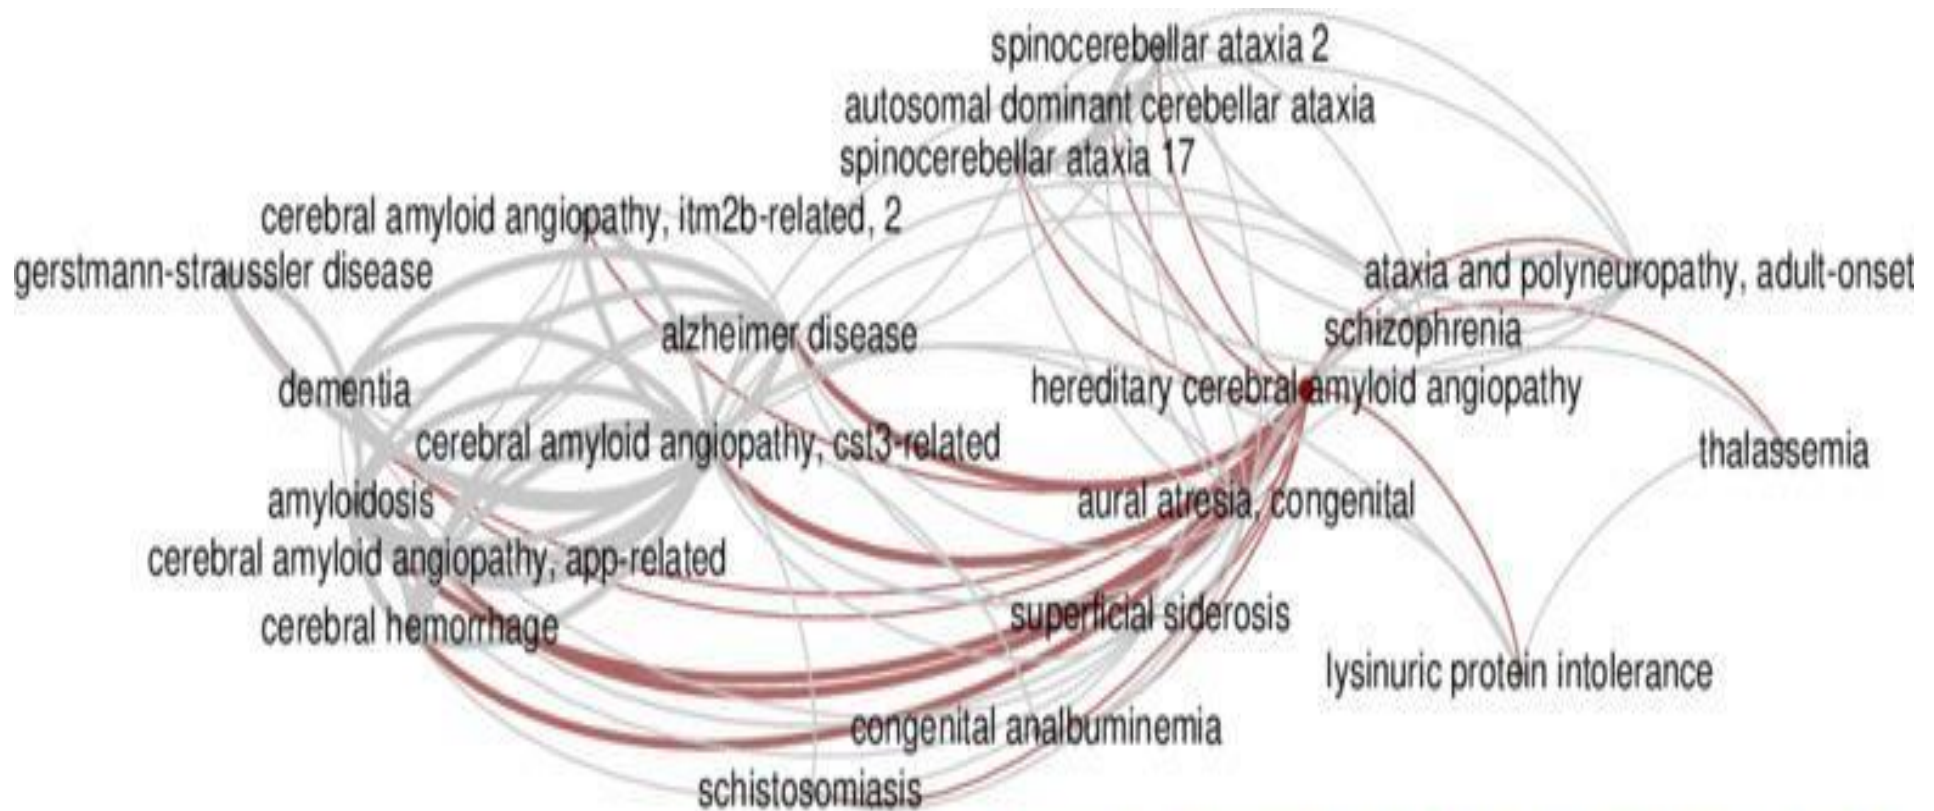 spinocerebellar ataxia 2
autosomal dominant cerebellar ataxia
spinocerebellar ataxia 17
cerebral amyloid angiopathy, itm2b-related, 2
gerstmann-straussler disease
ataxia and polyneuropathy, adult-onset
alzheimer disease
schizophrenia
dementia
hereditary cerebral amyloid angiopathy
cerebral amyloid angiopathy, cst3-related
thalassemia
amyloidosis
aural atresia, congenital
cerebral amyloid angiopathy, app-related
cerebral hemorrhage
superficial siderosis
lysinuric protein intolerance
congenital analbuminemia
schistosomiasis